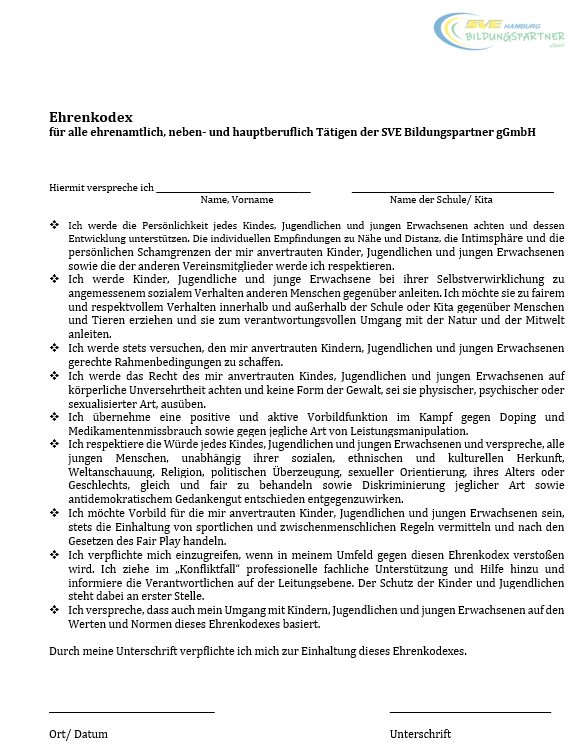 SVE HAMBURG
BILDUNGSPARTNER
gGmbH
Ehrenkodex
für alle ehrenamtlich, neben- und hauptberuflich Tätigen der SVE Bildungspartner gGmbH
Hiermit verspreche ich ______________________________ ______________________________
Name, Vorname Name der Schule/ Kita
❖ Ich werde die Persönlichkeit jedes Kindes, Jugendlichen und jungen Erwachsenen achten und dessen
Entwicklung unterstützen. Die individuellen Empfindungen zu Nähe und Distanz, die Intimsphäre und die
persönlichen Schamgrenzen der mir anvertrauten Kinder, Jugendlichen und jungen Erwachsenen
sowie die der anderen Vereinsmitglieder werde ich respektieren.
❖ Ich werde Kinder, Jugendliche und junge Erwachsene bei ihrer Selbstverwirklichung zu
angemessenem sozialem Verhalten anderen Menschen gegenüber anleiten. Ich möchte sie zu fairem
und respektvollem Verhalten innerhalb und außerhalb der Schule oder Kita gegenüber Menschen
und Tieren erziehen und sie zum verantwortungsvollen Umgang mit der Natur und der Mitwelt
anleiten.
❖ Ich werde stets versuchen, den mir anvertrauten Kindern, Jugendlichen und jungen Erwachsenen
gerechte Rahmenbedingungen zu schaffen.
❖ Ich werde das Recht des mir anvertrauten Kindes, Jugendlichen und jungen Erwachsenen auf
körperliche Unversehrtheit achten und keine Form der Gewalt, sei sie physischer, psychischer oder
sexualisierter Art, ausüben.
❖ Ich übernehme eine positive und aktive Vorbildfunktion im Kampf gegen Doping und
Medikamentenmissbrauch sowie gegen jegliche Art von Leistungsmanipulation.
❖ Ich respektiere die Würde jedes Kindes, Jugendlichen und jungen Erwachsenen und verspreche, alle
jungen Menschen, unabhängig ihrer sozialen, ethnischen und kulturellen Herkunft,
Weltanschauung, Religion, politischen Überzeugung, sexueller Orientierung, ihres Alters oder
Geschlechts, gleich und fair zu behandeln sowie Diskriminierung jeglicher Art sowie
antidemokratischem Gedankengut entschieden entgegenzuwirken.
❖ Ich möchte Vorbild für die mir anvertrauten Kinder, Jugendlichen und jungen Erwachsenen sein,
stets die Einhaltung von sportlichen und zwischenmenschlichen Regeln vermitteln und nach den
Gesetzen des Fair Play handeln.
❖ Ich verpflichte mich einzugreifen, wenn in meinem Umfeld gegen diesen Ehrenkodex verstoßen
wird. Ich ziehe im „Konfliktfall“ professionelle fachliche Unterstützung und Hilfe hinzu und
informiere die Verantwortlichen auf der Leitungsebene. Der Schutz der Kinder und Jugendlichen
steht dabei an erster Stelle.
❖ Ich verspreche, dass auch mein Umgang mit Kindern, Jugendlichen und jungen Erwachsenen auf den
Werten und Normen dieses Ehrenkodexes basiert.
Durch meine Unterschrift verpflichte ich mich zur Einhaltung dieses Ehrenkodexes.
______________________________ ______________________________
Ort/ Datum Unterschrift